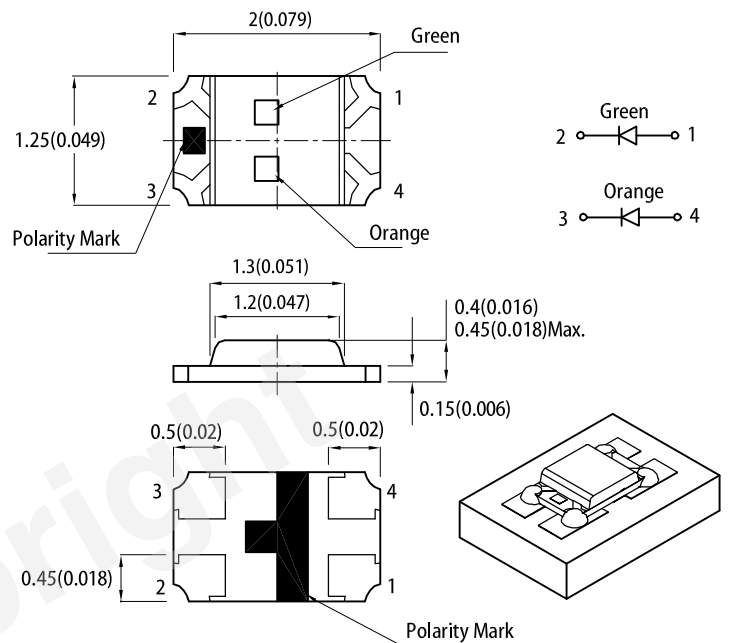 2(0.079)
Green
2
1
1.25(0.049)
3
4
Polarity Mark
Orange
Green
2
1
Orange
3
4
1.3(0.051)
1.2(0.047)
0.4(0.016)
0.45(0.018)Max.
0.15(0.006)
0.5(0.02)
0.5(0.02)
3
4
0.45(0.018)
2
1
Polarity Mark
bright